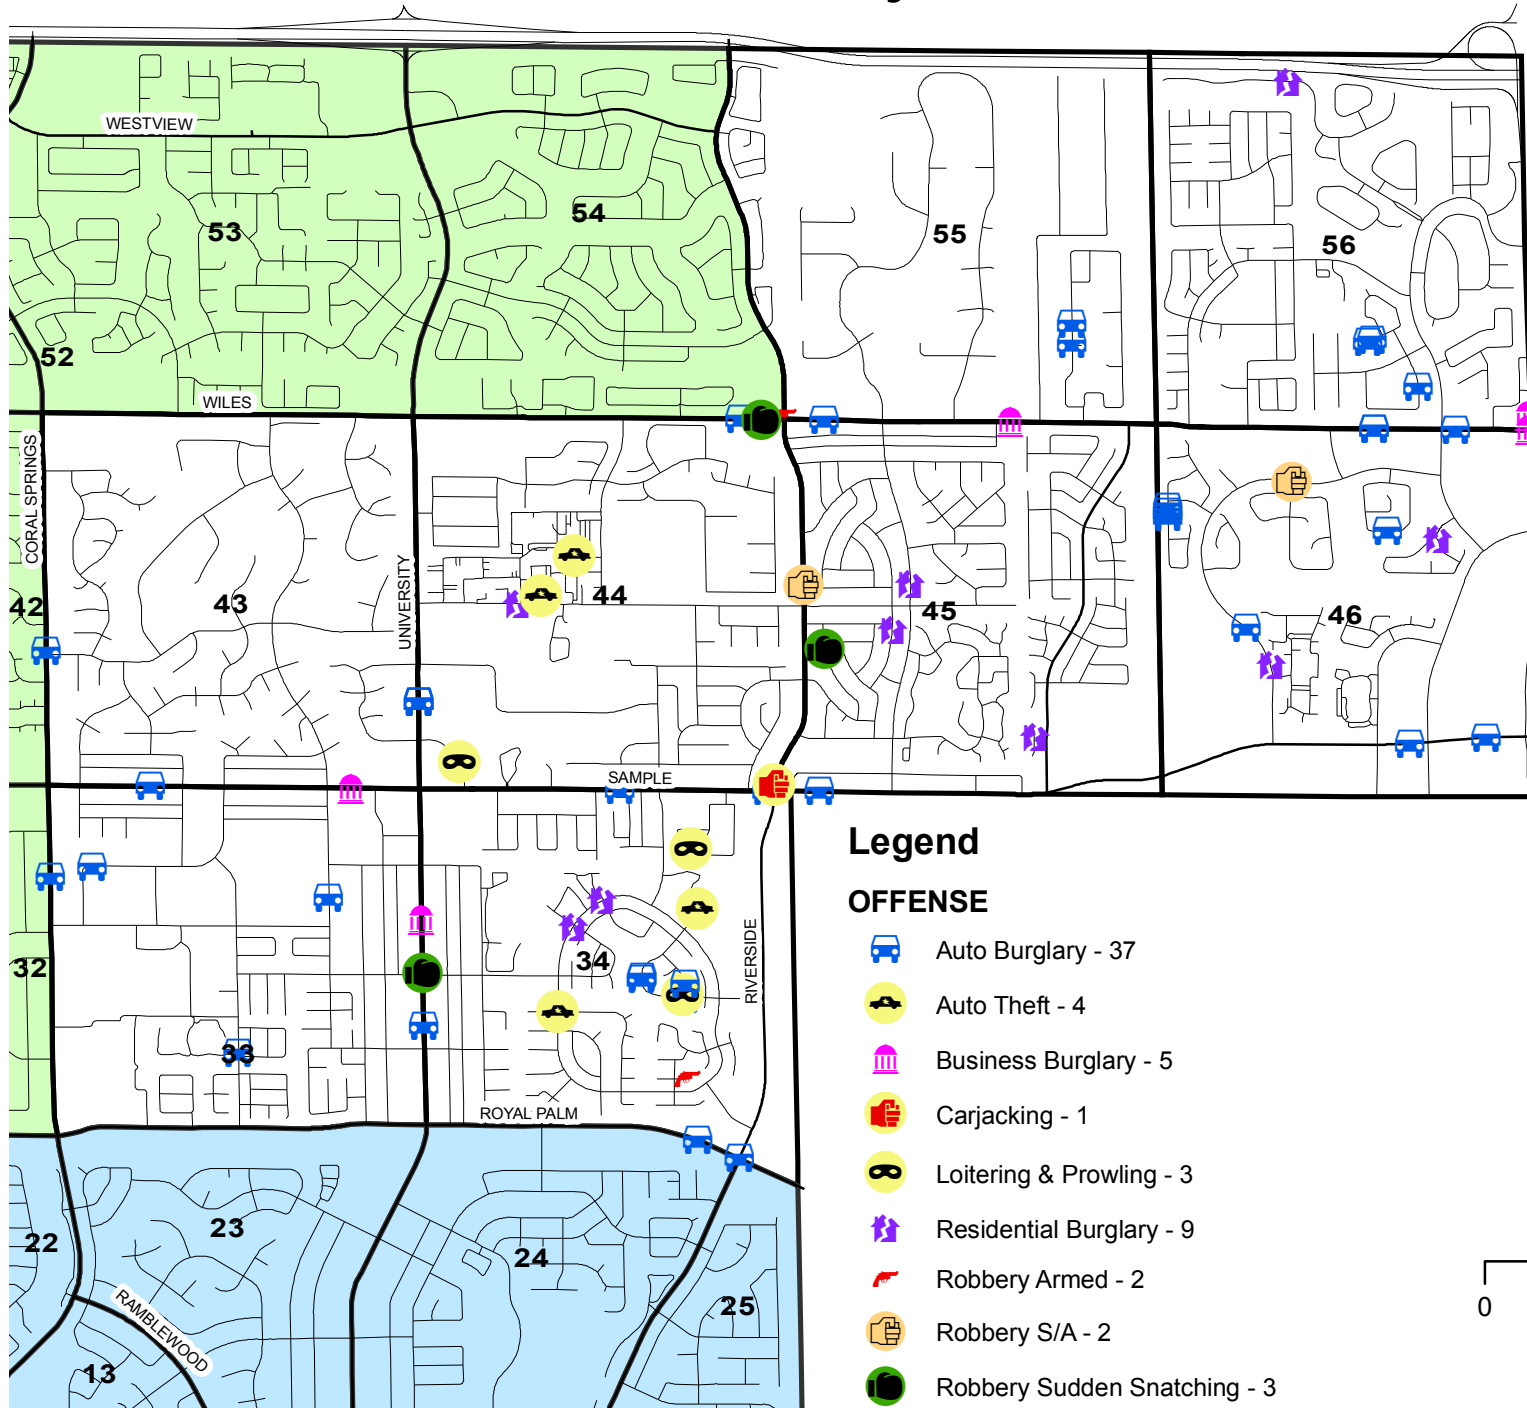 WESTVIEW
53
54
55
56
52
WILES
CORAL SPRINGS
UNIVERSITY
42
43
44
45
46
SAMPLE
Legend
OFFENSE
Auto Burglary - 37
Auto Theft - 4
Business Burglary - 5
Carjacking - 1
Loitering & Prowling - 3
Residential Burglary - 9
Robbery Armed - 2
Robbery S/A - 2
Robbery Sudden Snatching - 3
RIVERSIDE
32
34
33
ROYAL PALM
22
23
24
25
RAMBLEWOOD
13
0